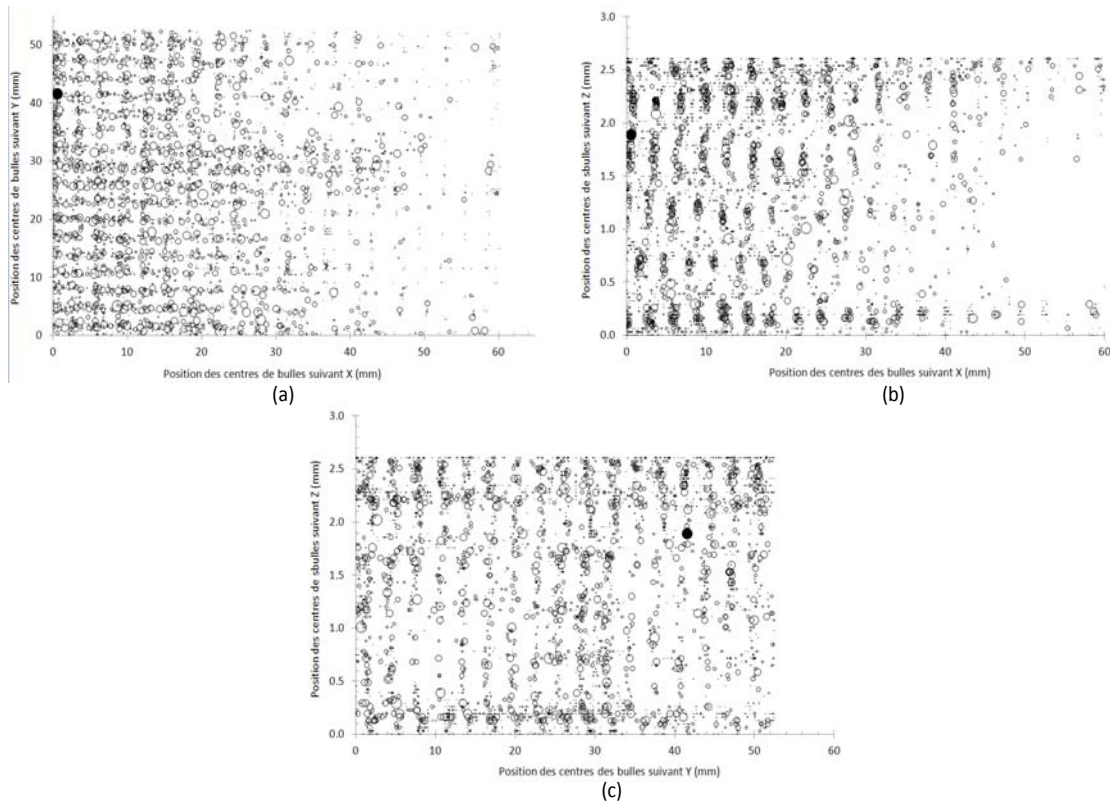 50
40
30
20
10
0
Position des centres de bulles suivant Y (mm)
0 10 20 30 40 50 60
Position des centres de bulles suivant X (mm)
(a)
3.0
2.5
2.0
1.5
1.0
0.5
0.0
Position des centres de sbulles suivant Z (mm)
0 10 20 30 40 50 60
Position des centres des bulles suivant X (mm)
(b)
3.0
2.5
2.0
1.5
1.0
0.5
0.0
Position des centres de sbulles suivant Z (mm)
0 10 20 30 40 50 60
Position des centres des bulles suivant Y (mm)
(c)